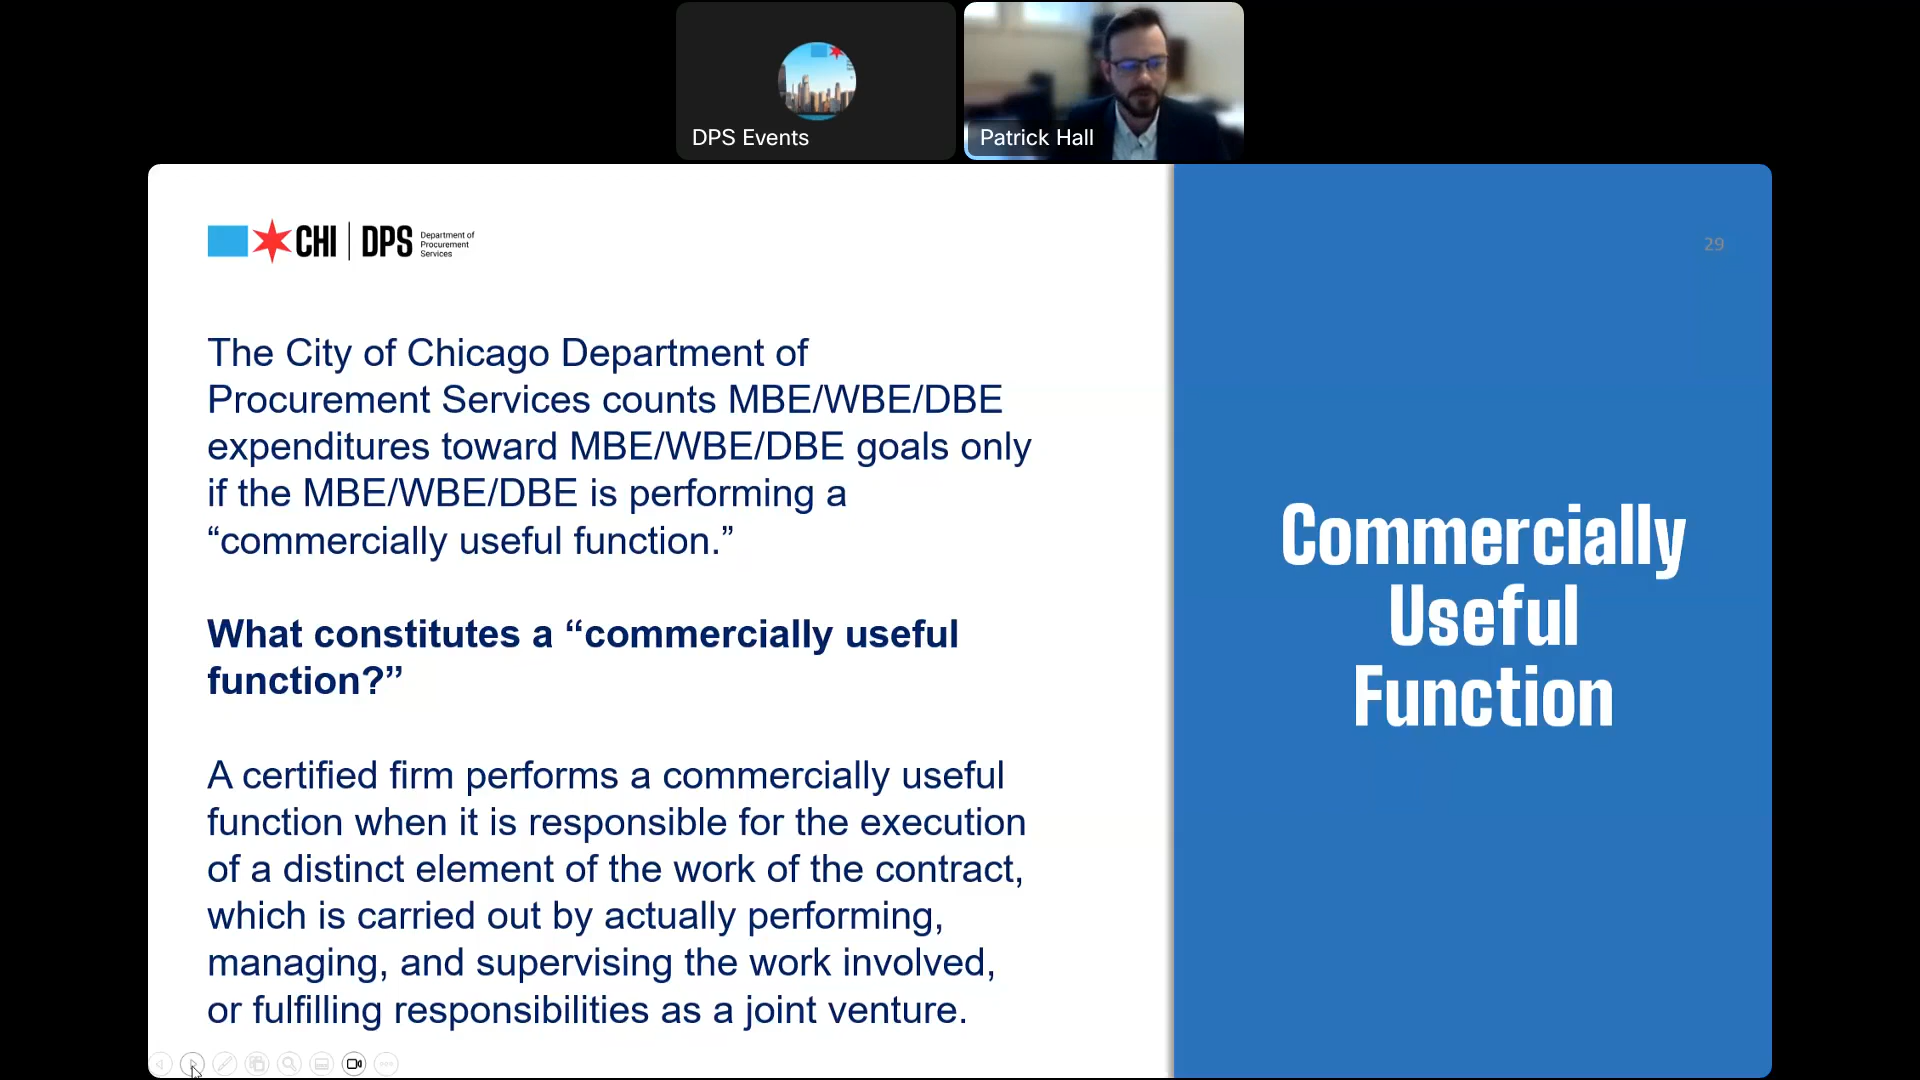 DPS Events
Patrick Hall
CHI DPS
Department of
Procurement
Services
29
The City of Chicago Department of
Procurement Services counts MBE/WBE/DBE
expenditures toward MBE/WBE/DBE goals only
if the MBE/WBE/DBE is performing a
“commercially useful function.”
What constitutes a “commercially useful
function?”
A certified firm performs a commercially useful
function when it is responsible for the execution
of a distinct element of the work of the contract,
which is carried out by actually performing,
managing, and supervising the work involved,
or fulfilling responsibilities as a joint venture.
Commercially
Useful
Function